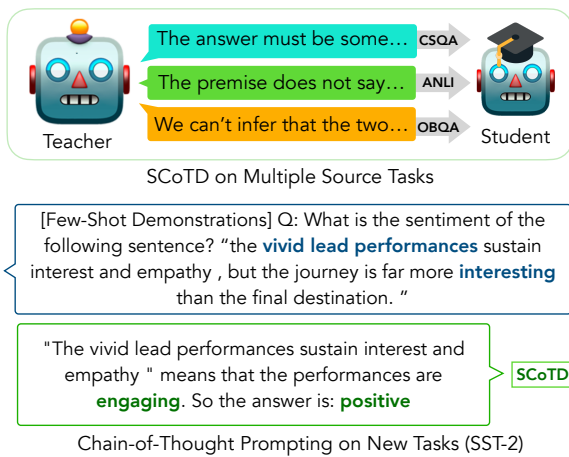 The answer must be some… CSQA
The premise does not say… ANLI
We can’t infer that the two… OBQA
Teacher
Student
SCoTD on Multiple Source Tasks
[Few-Shot Demonstrations] Q: What is the sentiment of the
following sentence? “the vivid lead performances sustain
interest and empathy , but the journey is far more interesting
than the final destination. ”
"The vivid lead performances sustain interest and
empathy " means that the performances are
engaging. So the answer is: positive
SCoTD
Chain-of-Thought Prompting on New Tasks (SST-2)